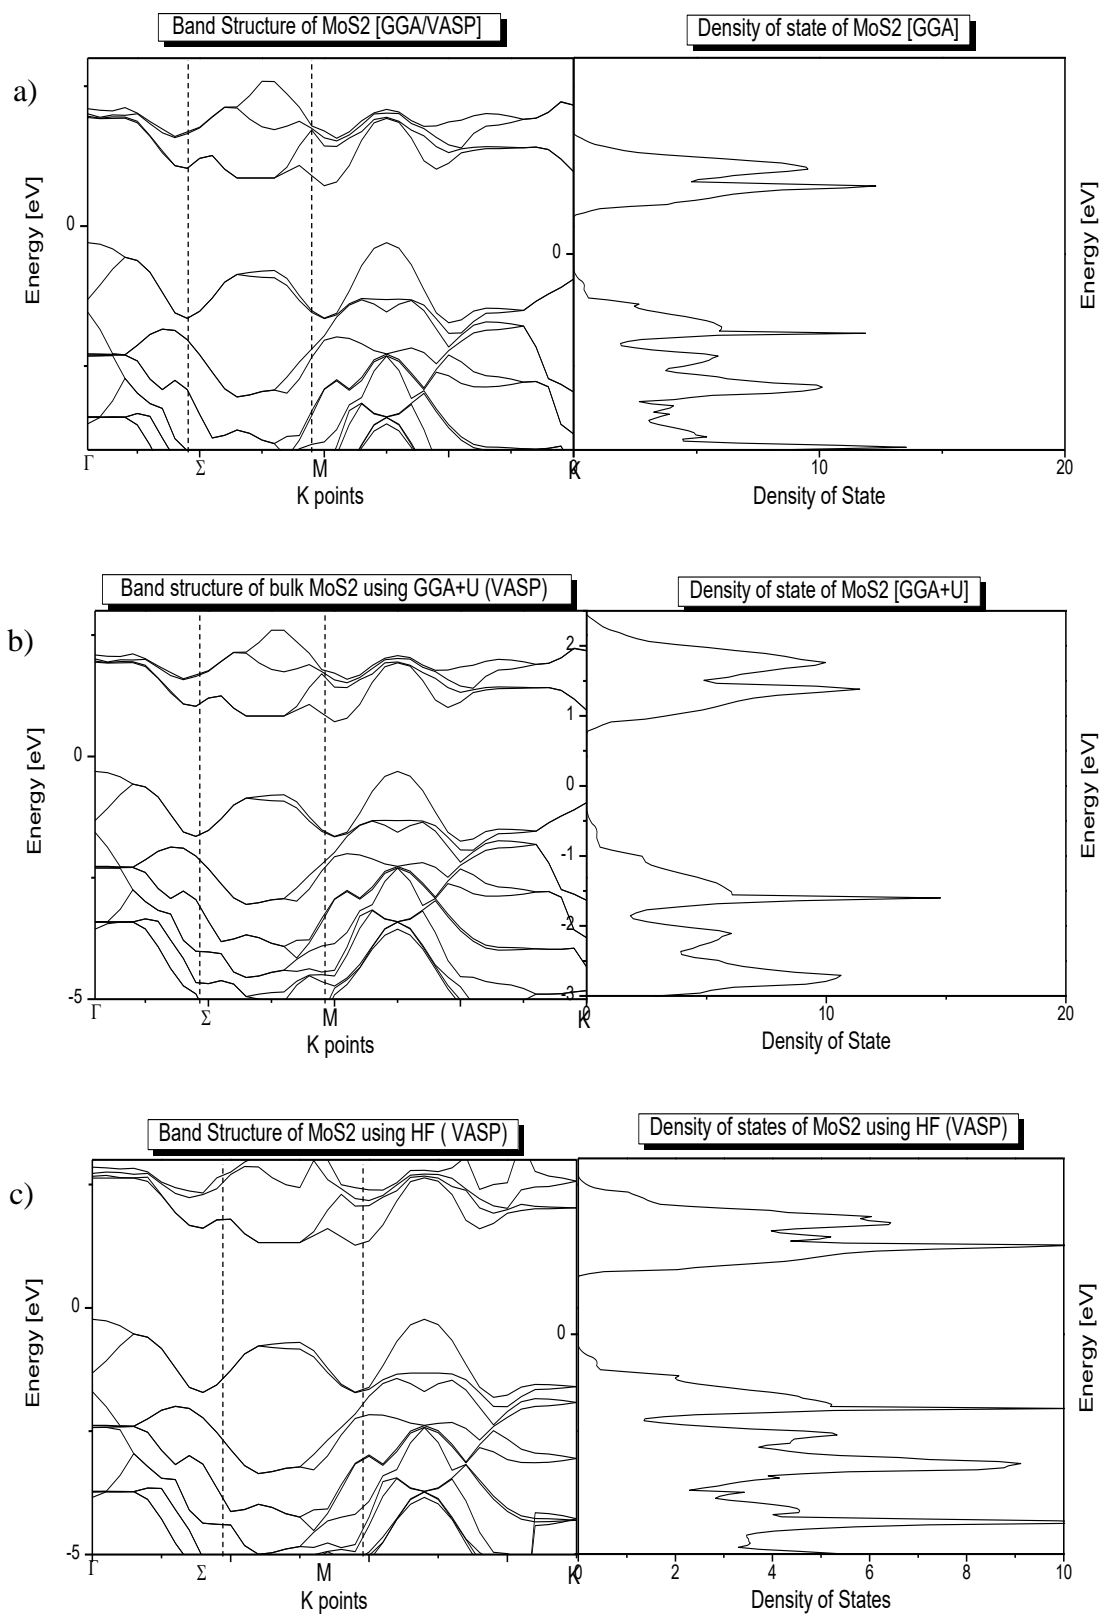 Band Structure of MoS2 [GGA/VASP]
Density of state of MoS2 [GGA]
a)
Energy [eV]
0
0
Energy [eV]
Γ
Σ
M
K
0
10
20
K points
Density of State
Band structure of bulk MoS2 using GGA+U (VASP)
Density of state of MoS2 [GGA+U]
b)
Energy [eV]
0
-5
2
1
0
-1
-2
-3
Energy [eV]
Γ
Σ
M
K
0
10
20
K points
Density of State
Band Structure of MoS2 using HF ( VASP)
Density of states of MoS2 using HF (VASP)
c)
Energy [eV]
0
-5
0
Energy [eV]
Γ
Σ
M
K
0
2
4
6
8
10
K points
Density of States